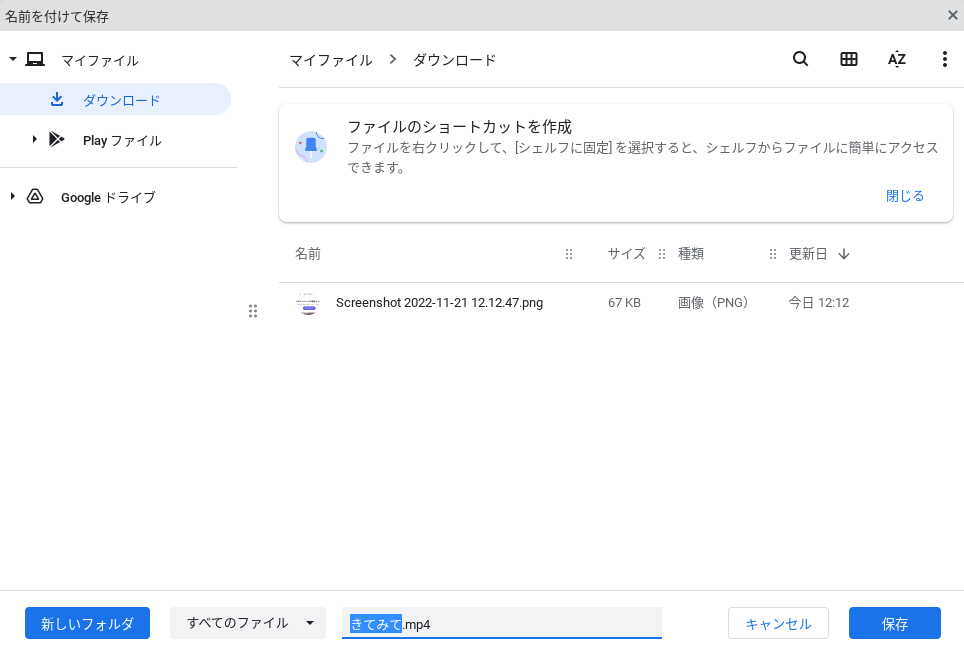 名前を付けて保存
マイファイル
ダウンロード
Play ファイル
Google ドライブ
マイファイル ダウンロード
AZ
ファイルのショートカットを作成
ファイルを右クリックして、[シェルフに固定] を選択すると、シェルフからファイルに簡単にアクセス
できます。
閉じる
名前 サイズ 種類 更新日
Screenshot 2022-11-21 12.12.47.png 67 KB 画像（PNG） 今日 12:12
新しいフォルダ すべてのファイル きてみて.mp4 キャンセル 保存